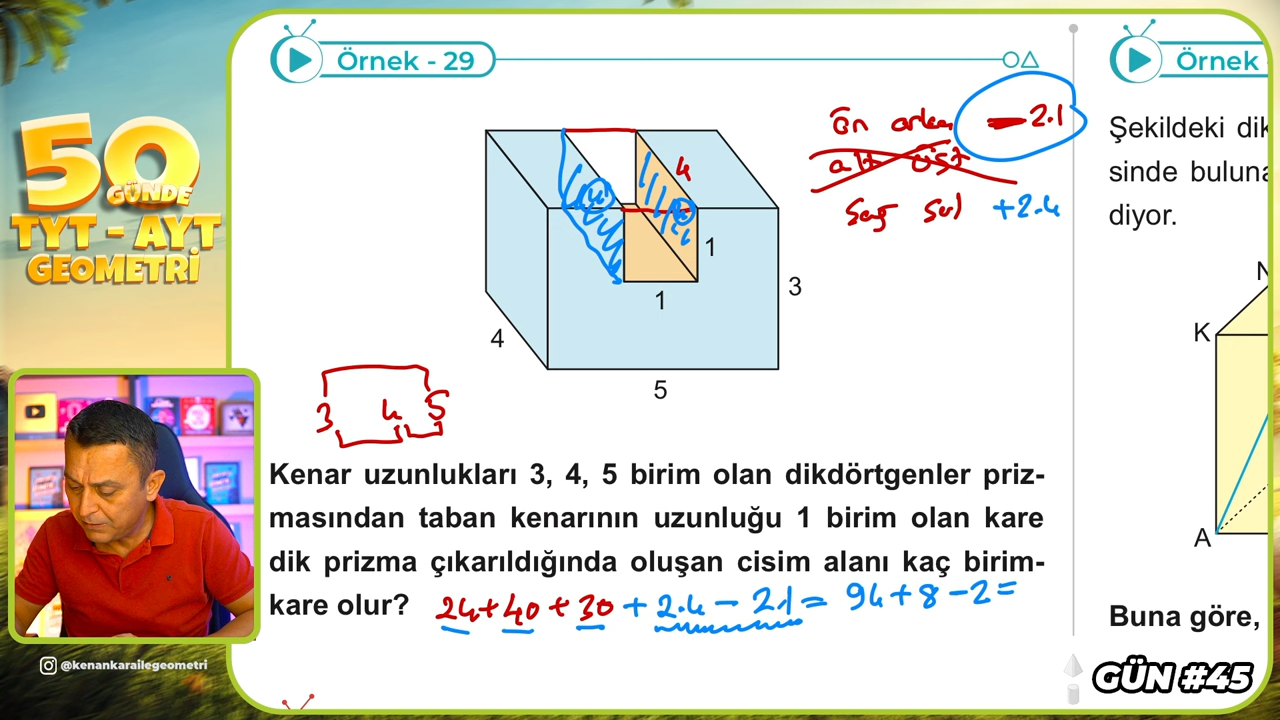 50
GÜNDE
TYT - AYT
GEOMETRİ
@kenankarailegeometri
Örnek - 29
ön arka -2.1
alt üst
sağ sol +2.4
4
4
4
1
1
3
4
5
3 4 5
Kenar uzunlukları 3, 4, 5 birim olan dikdörtgenler priz-
masından taban kenarının uzunluğu 1 birim olan kare
dik prizma çıkarıldığında oluşan cisim alanı kaç birim-
kare olur? 24+40+30+2.4-2.1= 94+8-2=
Örnek
Şekildeki dik
sinde buluna
diyor.
N
K
A
Buna göre,
GÜN #45